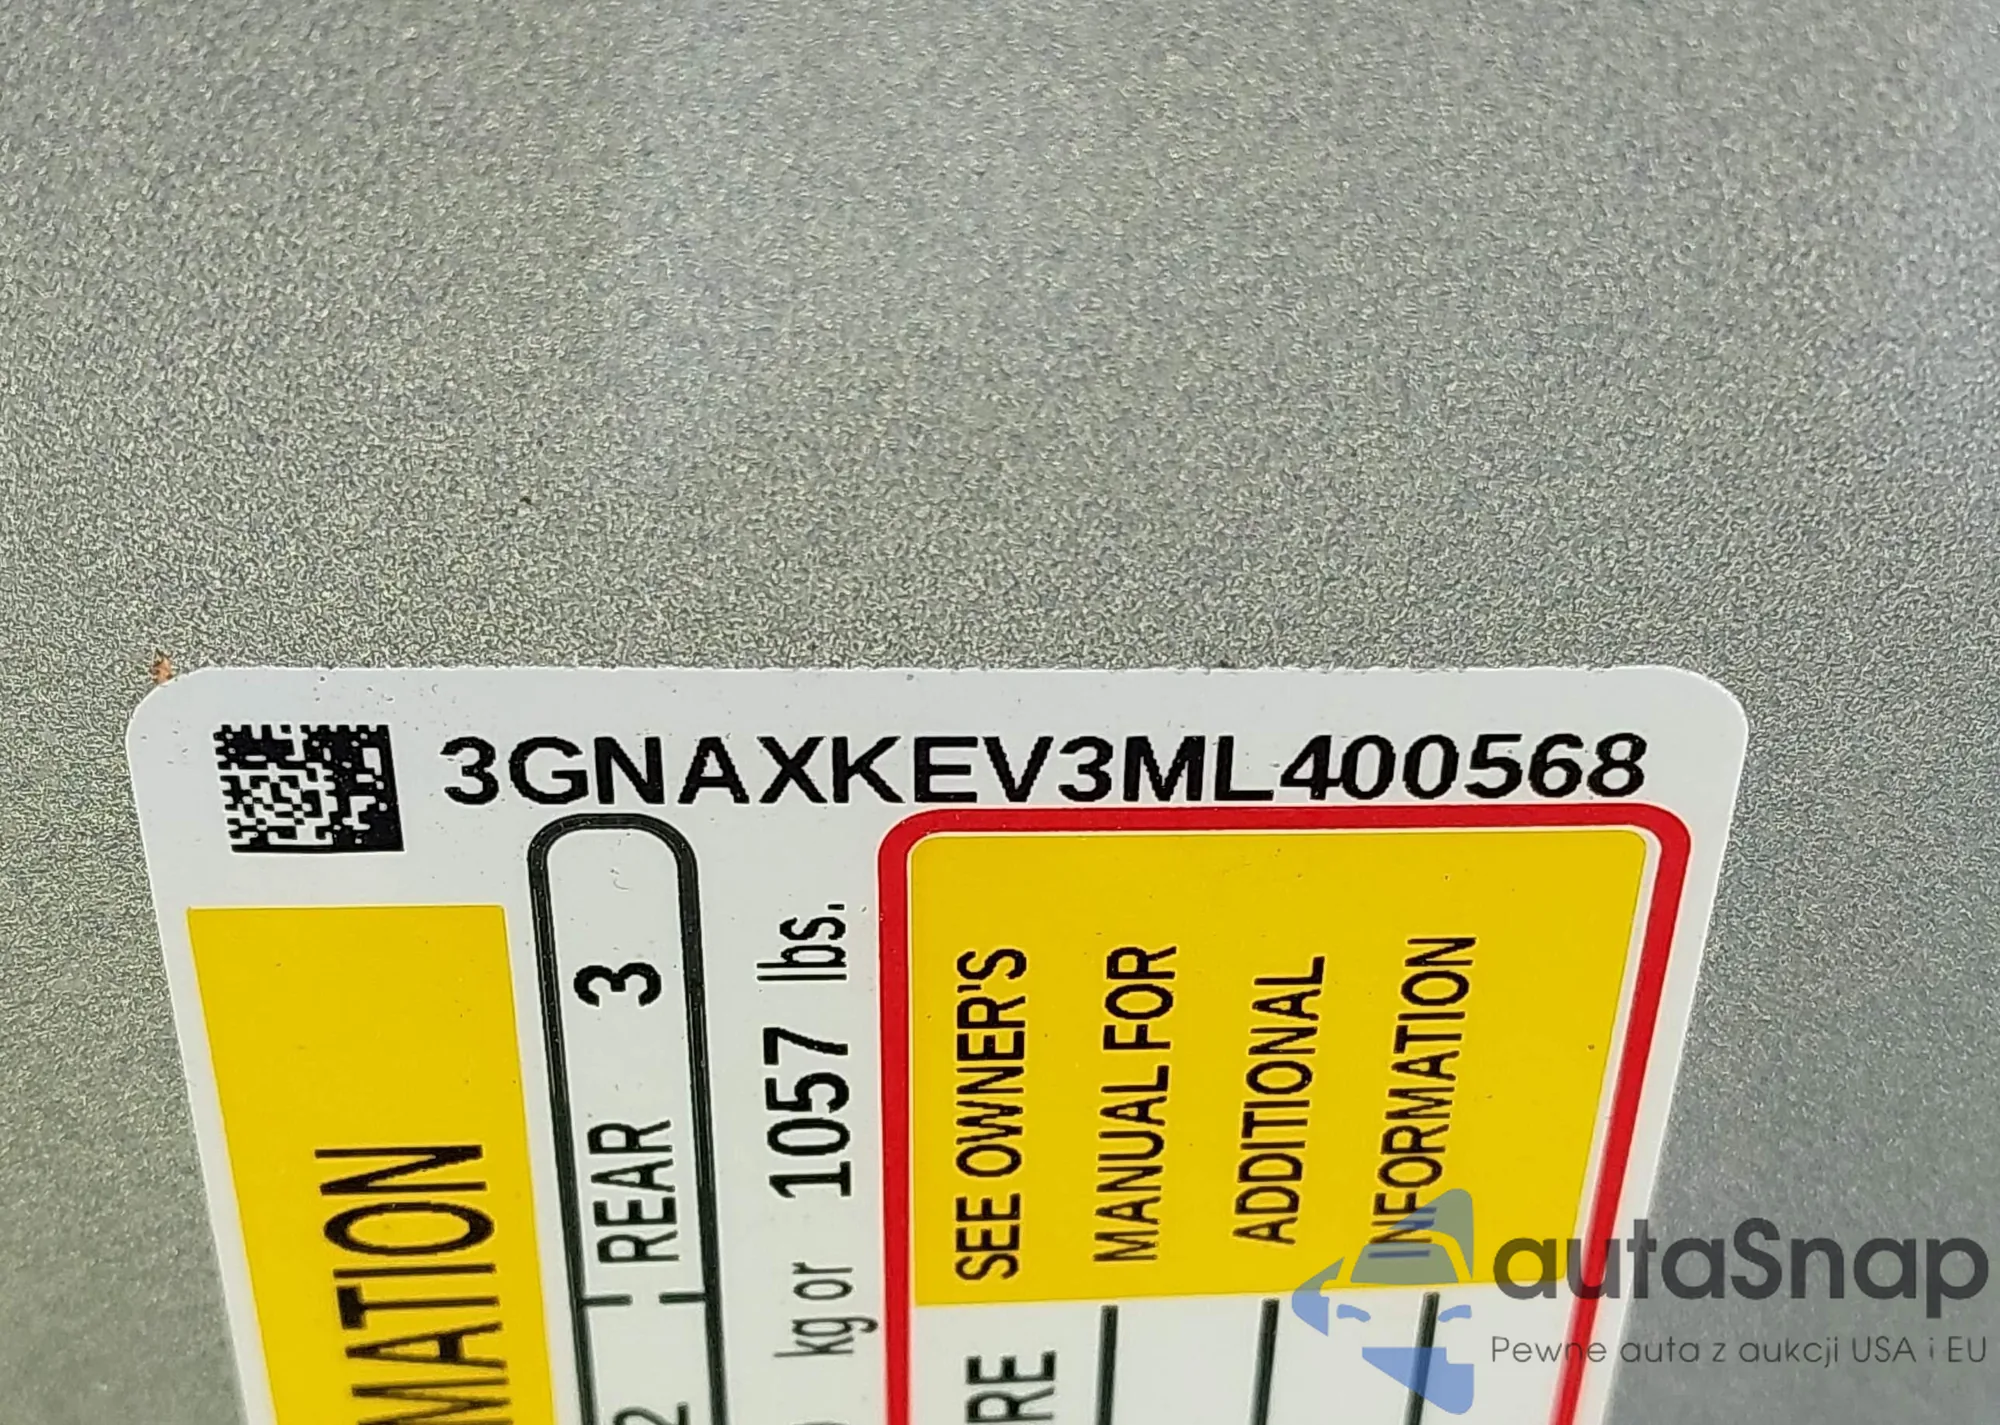 3GNAXKEV3ML400568
MATION
2 REAR 3
kg or 1057 lbs.
SEE OWNER'S
MANUAL FOR
ADDITIONAL
INFORMATION
autaSnap
Pewne auta z aukcji USA i EU